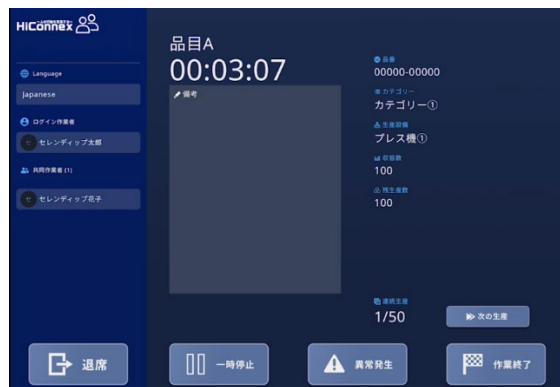 HiConnex
Language
Japanese
ログイン作業者
セ セレンディップ太郎
共同作業者 (1)
セ セレンディップ花子
退席
品目A
00:03:07
備考
品番
00000-00000
カテゴリー
カテゴリー①
生産設備
プレス機①
収容数
100
残生産数
100
連続生産
1/50
次の生産
一時停止
異常発生
作業終了